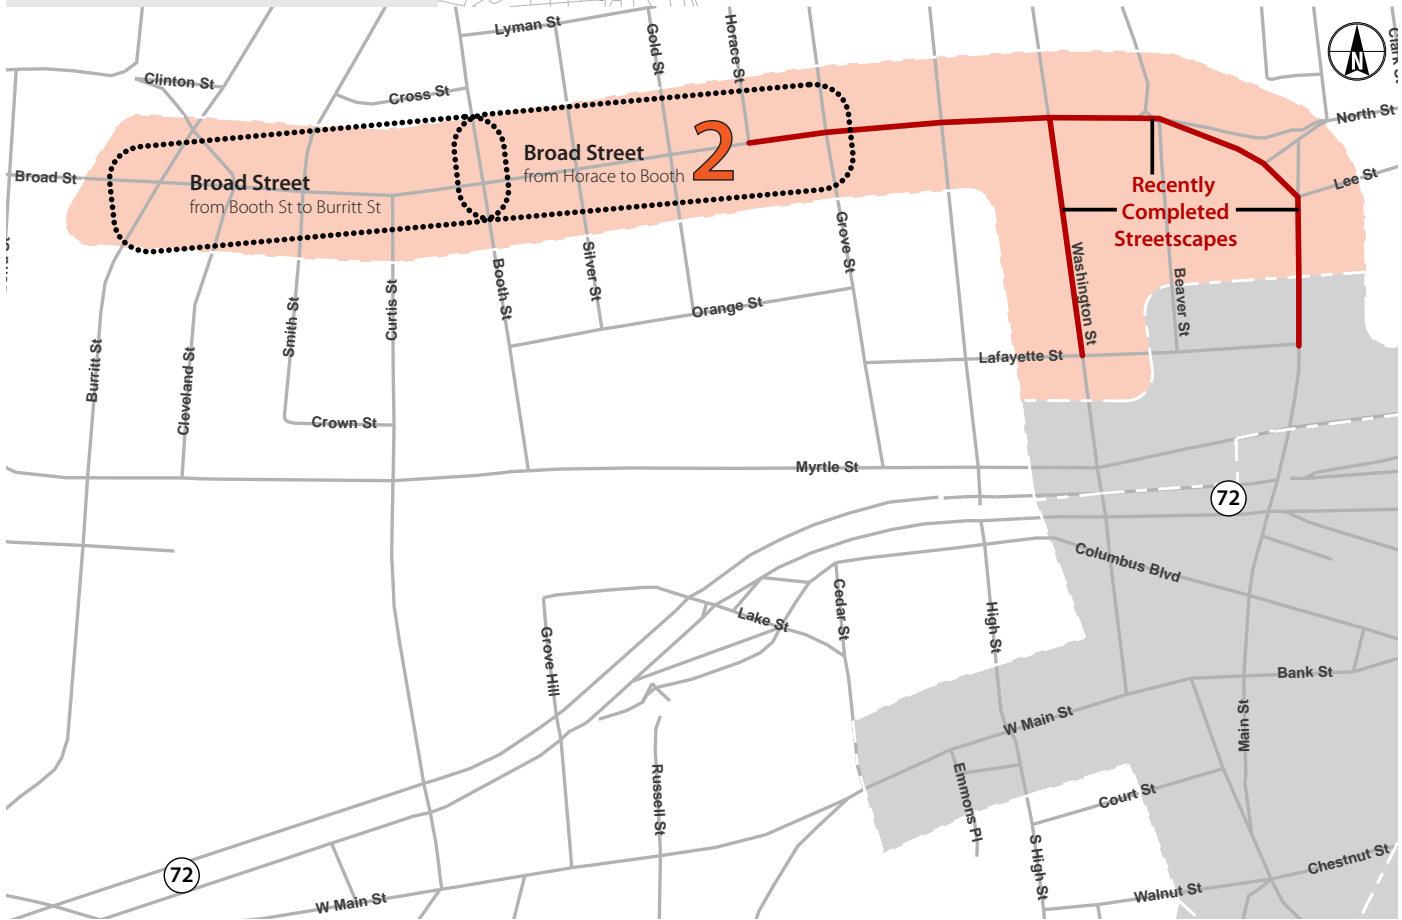 Lyman St
Gold St
Horace St
Clark St
N
Clinton St
Cross St
North St
Broad St
Broad Street
from Booth St to Burritt St
Broad Street
from Horace to Booth
2
Recently
Completed
Streetscapes
Lee St
Grove St
Silver St
Booth St
Washington St
Beaver St
Orange St
Smith St
Curtis St
Burritt St
Cleveland St
Lafayette St
Crown St
Myrtle St
72
Columbus Blvd
Lake St
Cedar St
High St
Grove Hill
Bank St
W Main St
Main St
Russell St
Emmons Pl
Court St
S High St
Chestnut St
72
W Main St
Walnut St